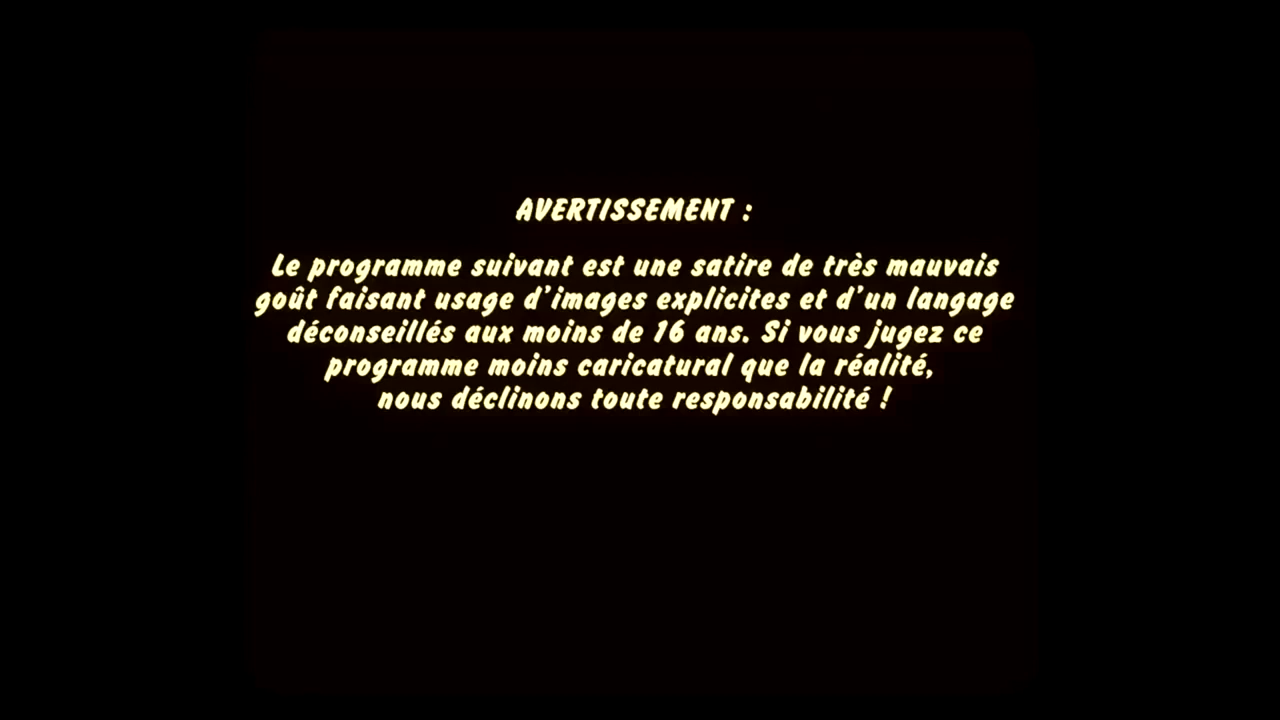 AVERTISSEMENT :
Le programme suivant est une satire de très mauvais
goût faisant usage d'images explicites et d'un langage
déconseillés aux moins de 16 ans. Si vous jugez ce
programme moins caricatural que la réalité,
nous déclinons toute responsabilité !